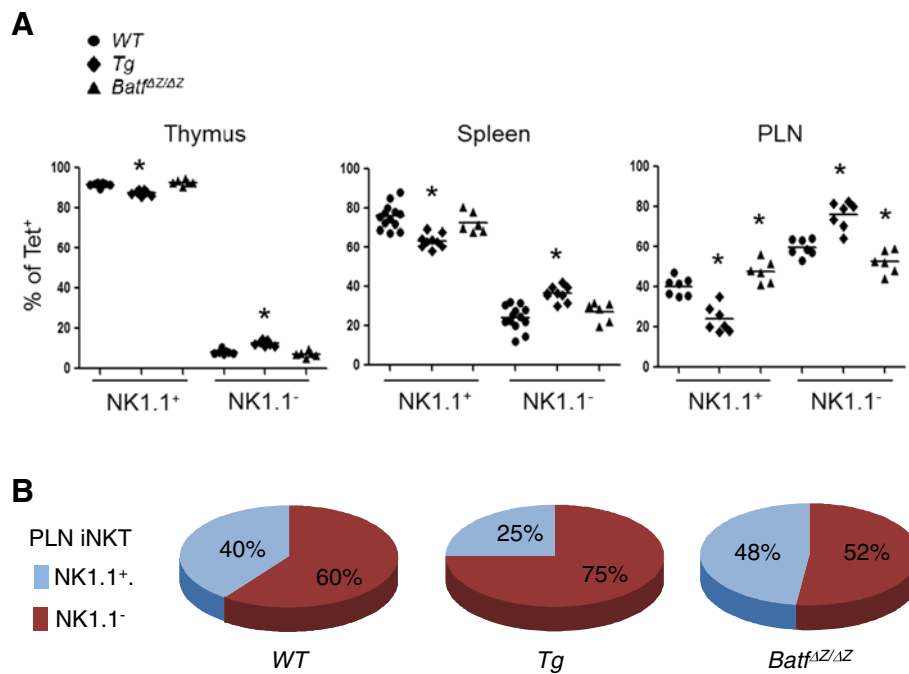 A
WT
Tg
Batf^ΔZ/ΔZ
Thymus
Spleen
PLN
% of Tet⁺
100
80
60
40
20
0
*
*
NK1.1⁺
NK1.1⁻
100
80
60
40
20
0
*
*
NK1.1⁺
NK1.1⁻
100
80
60
40
20
0
*
*
*
*
NK1.1⁺
NK1.1⁻
B
PLN iNKT
NK1.1⁺.
NK1.1⁻
40%
60%
WT
25%
75%
Tg
48%
52%
Batf^ΔZ/ΔZ